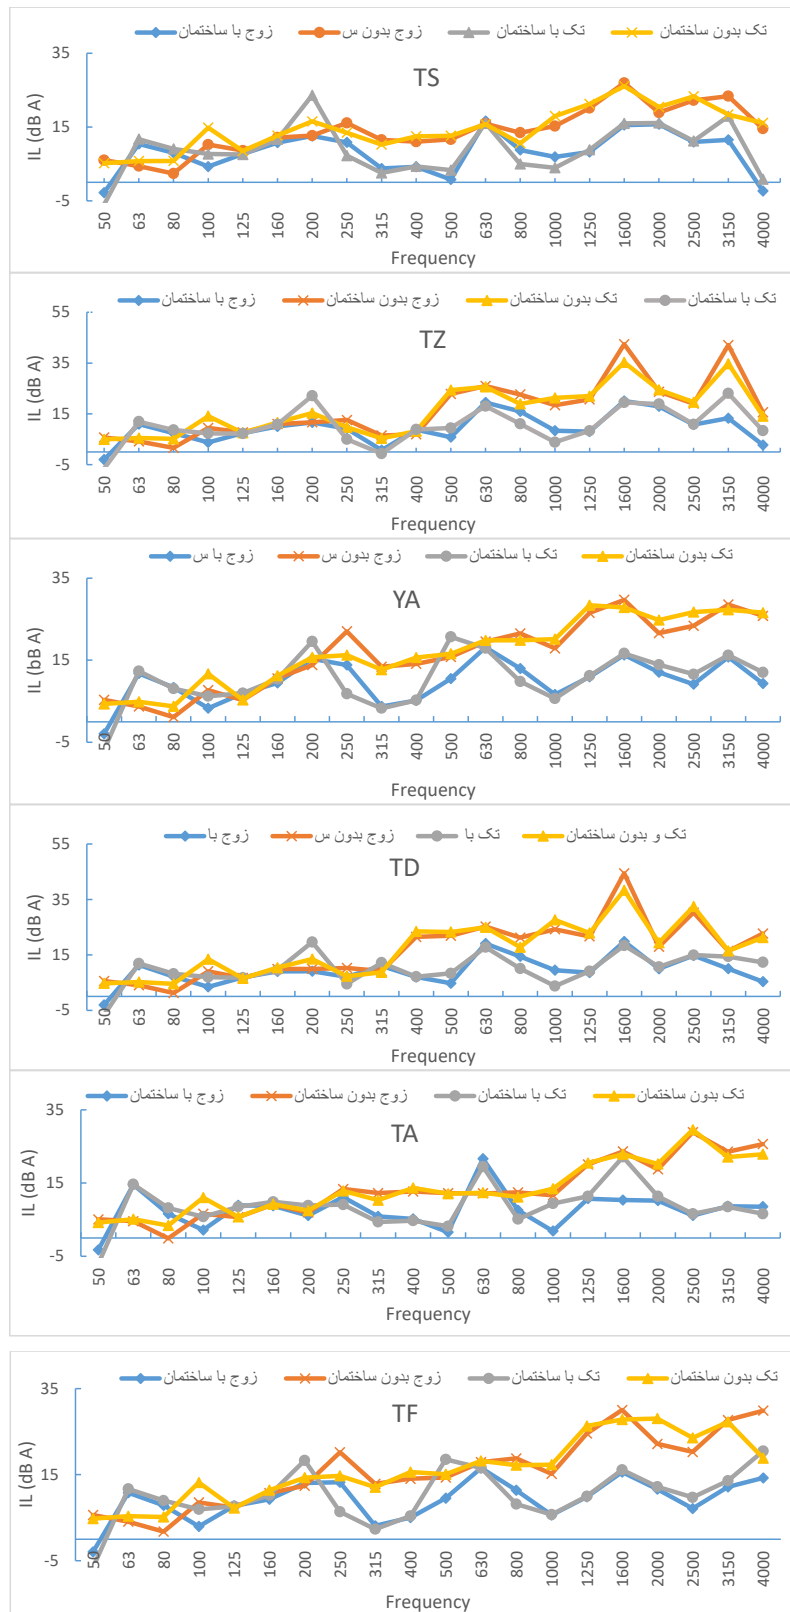 زوج با ساختمان زوج بدون س تک با ساختمان تک بدون ساختمان
35
TS
15
IL (dB A)
-5
50 63 80 100 125 160 200 250 315 400 500 630 800 1000 1250 1600 2000 2500 3150 4000
Frequency
زوج با ساختمان زوج بدون ساختمان تک بدون ساختمان تک با ساختمان
55
TZ
35
IL (dB A)
15
-5
50 63 80 100 125 160 200 250 315 400 500 630 800 1000 1250 1600 2000 2500 3150 4000
Frequency
زوج با س زوج بدون س تک با ساختمان تک بدون ساختمان
35
YA
15
IL (bB A)
-5
50 63 80 100 125 160 200 250 315 400 500 630 800 1000 1250 1600 2000 2500 3150 4000
Frequency
زوج با زوج بدون س تک با تک و بدون ساختمان
55
TD
35
IL (dB A)
15
-5
50 63 80 100 125 160 200 250 315 400 500 630 800 1000 1250 1600 2000 2500 3150 4000
Frequency
زوج با ساختمان زوج بدون ساختمان تک با ساختمان تک بدون ساختمان
35
TA
15
IL (dB A)
-5
50 63 80 100 125 160 200 250 315 400 500 630 800 1000 1250 1600 2000 2500 3150 4000
Frequency
زوج با ساختمان زوج بدون ساختمان تک با ساختمان تک بدون ساختمان
35
TF
15
IL (dB A)
-5
50 63 80 100 125 160 200 250 315 400 500 630 800 1000 1250 1600 2000 2500 3150 4000
Frequency